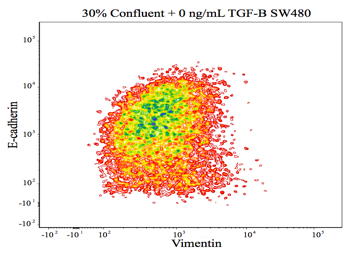 30% Confluent + 0 ng/mL TGF-B SW480
E-cadherin
10⁵
10⁴
10³
10²
-10¹
-10²
-10² -10¹ 10² 10³ 10⁴ 10⁵
Vimentin